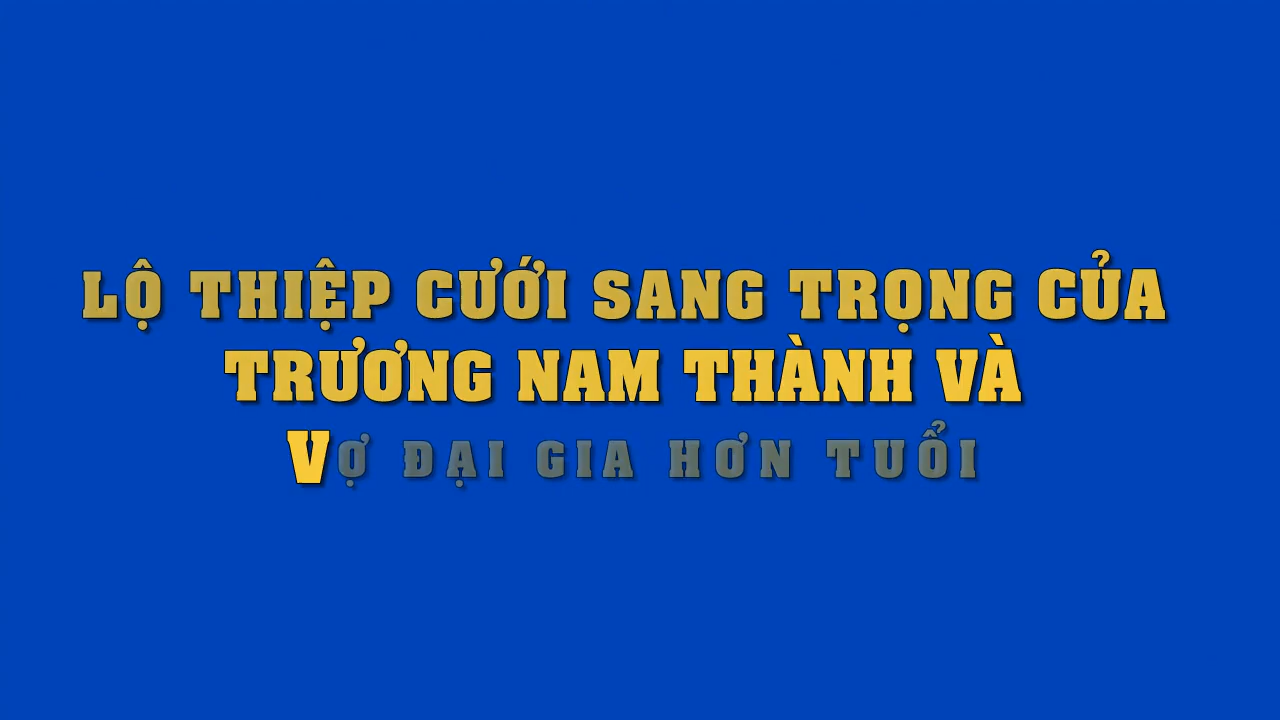 LỘ THIỆP CƯỚI SANG TRỌNG CỦA
TRƯƠNG NAM THÀNH VÀ
VỢ ĐẠI GIA HƠN TUỔI